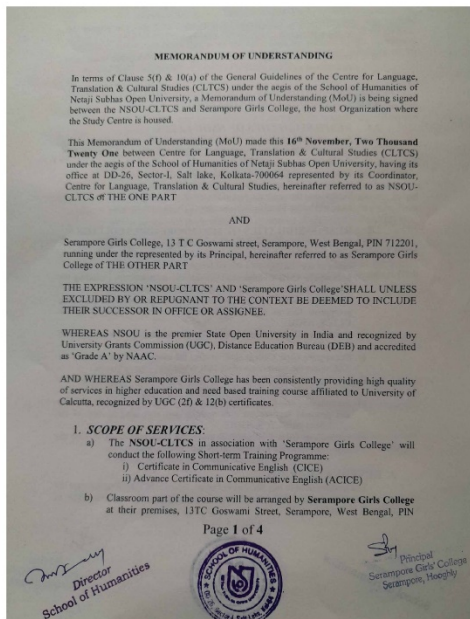 MEMORANDUM OF UNDERSTANDING
In terms of Clause 5(f) & 10(a) of the General Guidelines of the Centre for Language,
Translation & Cultural Studies (CLTCS) under the aegis of the School of Humanities of
Netaji Subhas Open University, a Memorandum of Understanding (MoU) is being signed
between the NSOU-CLTCS and Serampore Girls College, the host Organization where
the Study Centre is housed.
This Memorandum of Understanding (MoU) made this 16th November, Two Thousand
Twenty One between Centre for Language, Translation & Cultural Studies (CLTCS)
under the aegis of the School of Humanities of Netaji Subhas Open University, having its
office at DD-26, Sector-I, Salt lake, Kolkata-700064 represented by its Coordinator,
Centre for Language, Translation & Cultural Studies, hereinafter referred to as NSOU-
CLTCS of THE ONE PART
AND
Serampore Girls College, 13 T C Goswami street, Serampore, West Bengal, PIN 712201,
running under the represented by its Principal, hereinafter referred to as Serampore Girls
College of THE OTHER PART
THE EXPRESSION 'NSOU-CLTCS' AND 'Serampore Girls College'SHALL UNLESS
EXCLUDED BY OR REPUGNANT TO THE CONTEXT BE DEEMED TO INCLUDE
THEIR SUCCESSOR IN OFFICE OR ASSIGNEE.
WHEREAS NSOU is the premier State Open University in India and recognized by
University Grants Commission (UGC), Distance Education Bureau (DEB) and accredited
as 'Grade A' by NAAC.
AND WHEREAS Serampore Girls College has been consistently providing high quality
of services in higher education and need based training course affiliated to University of
Calcutta, recognized by UGC (2f) & 12(b) certificates.
1. SCOPE OF SERVICES:
a) The NSOU-CLTCS in association with 'Serampore Girls College' will
conduct the following Short-term Training Programme:
i) Certificate in Communicative English (CICE)
ii) Advance Certificate in Communicative English (ACICE)
b) Classroom part of the course will be arranged by Serampore Girls College
at their premises, 13TC Goswami Street, Serampore, West Bengal, PIN
Page 1 of 4
Director
School of Humanities
SCHOOL OF HUMANITIES
Principal
Serampore Girls' College
Serampore, Hooghly